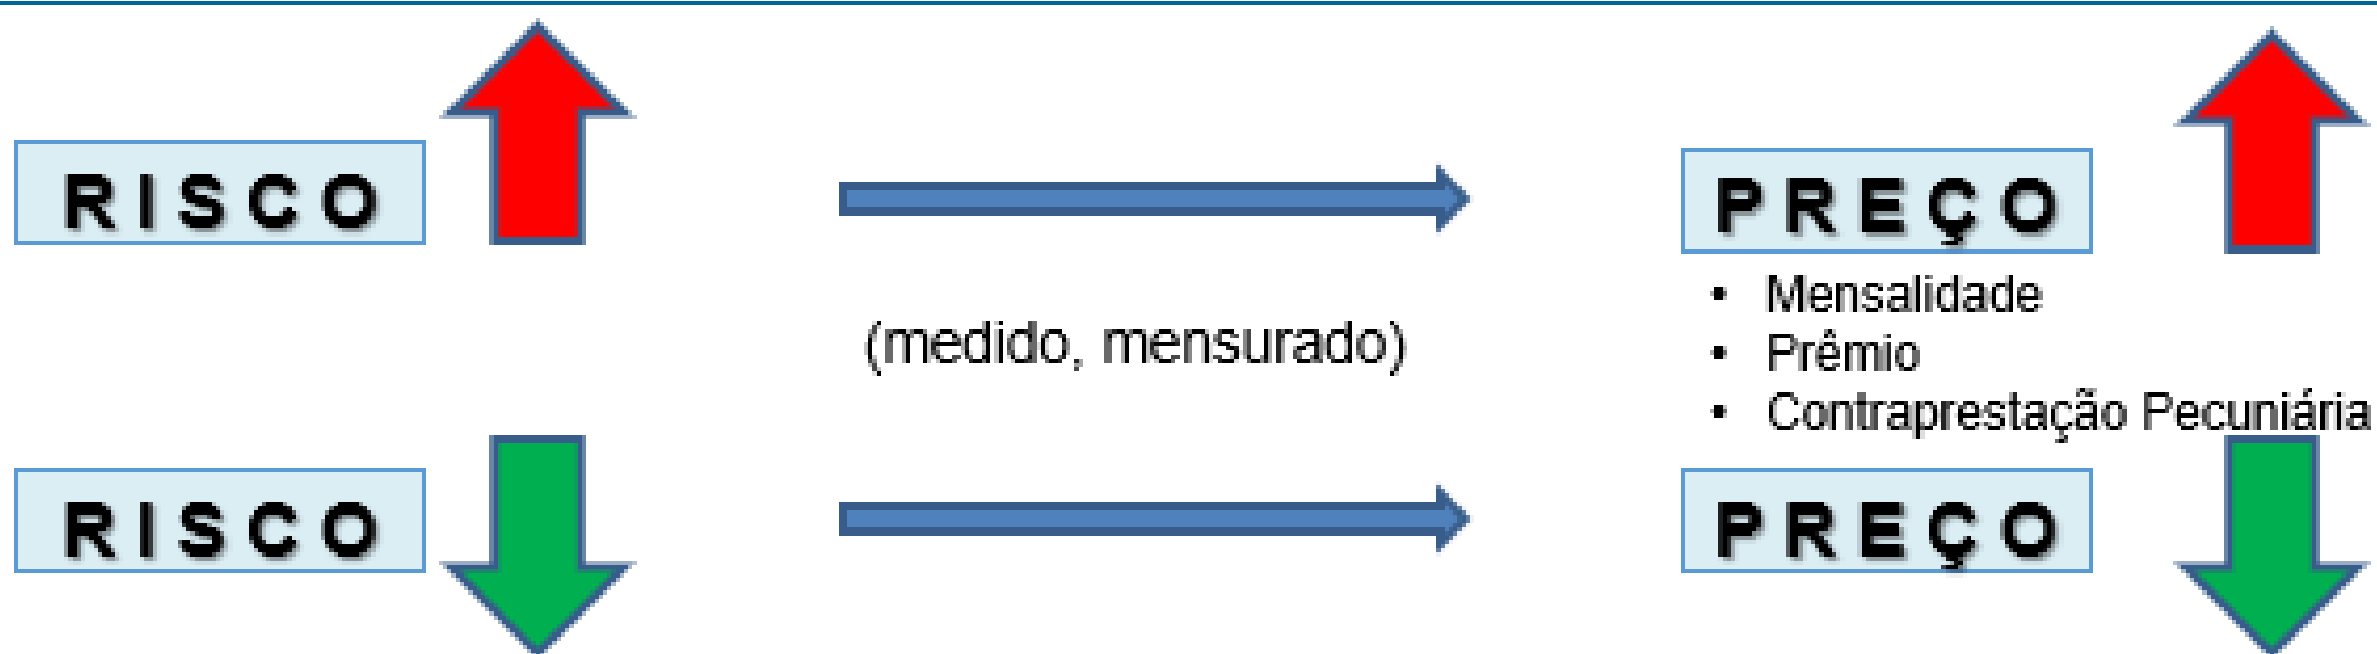 RISCO
PREÇO
• Mensalidade
(medido, mensurado)
• Prêmio
• Contraprestação Pecuniária
RISCO
PREÇO